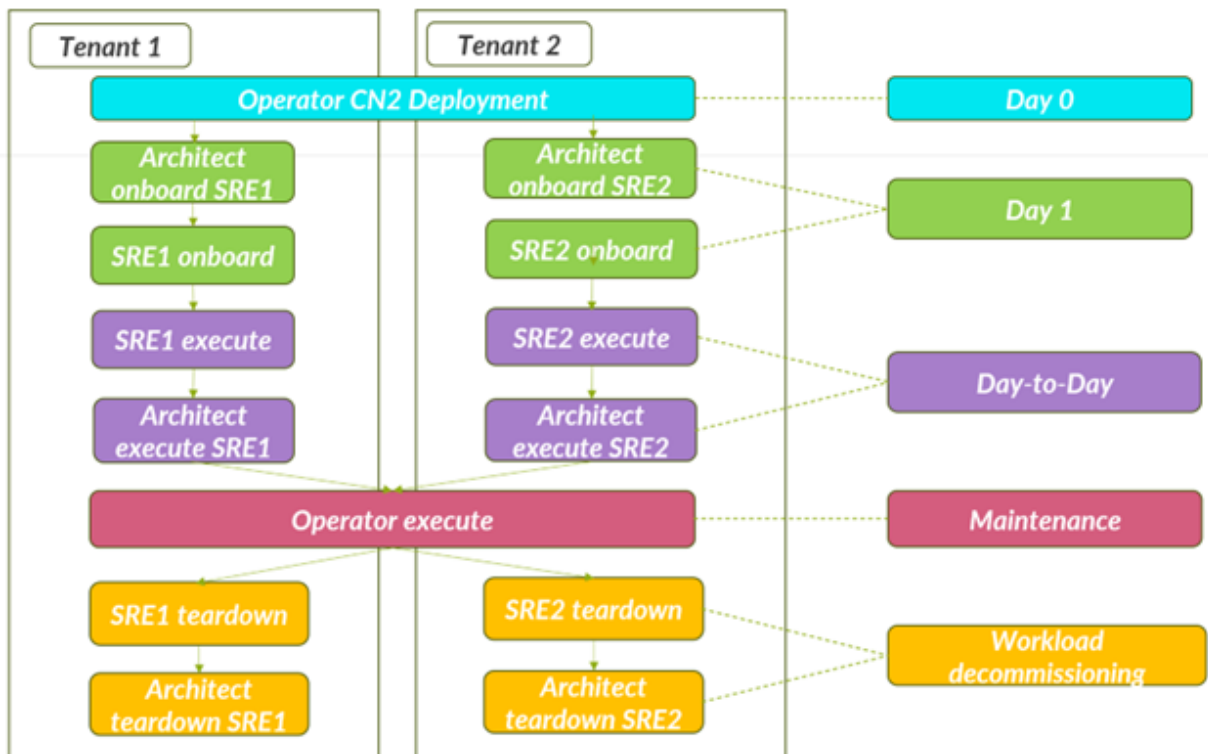 Tenant 1
Tenant 2
Operator CN2 Deployment
Day 0
Architect
onboard SRE1
Architect
onboard SRE2
Day 1
SRE1 onboard
SRE2 onboard
SRE1 execute
SRE2 execute
Day-to-Day
Architect
execute SRE1
Architect
execute SRE2
Operator execute
Maintenance
SRE1 teardown
SRE2 teardown
Workload
decommissioning
Architect
teardown SRE1
Architect
teardown SRE2